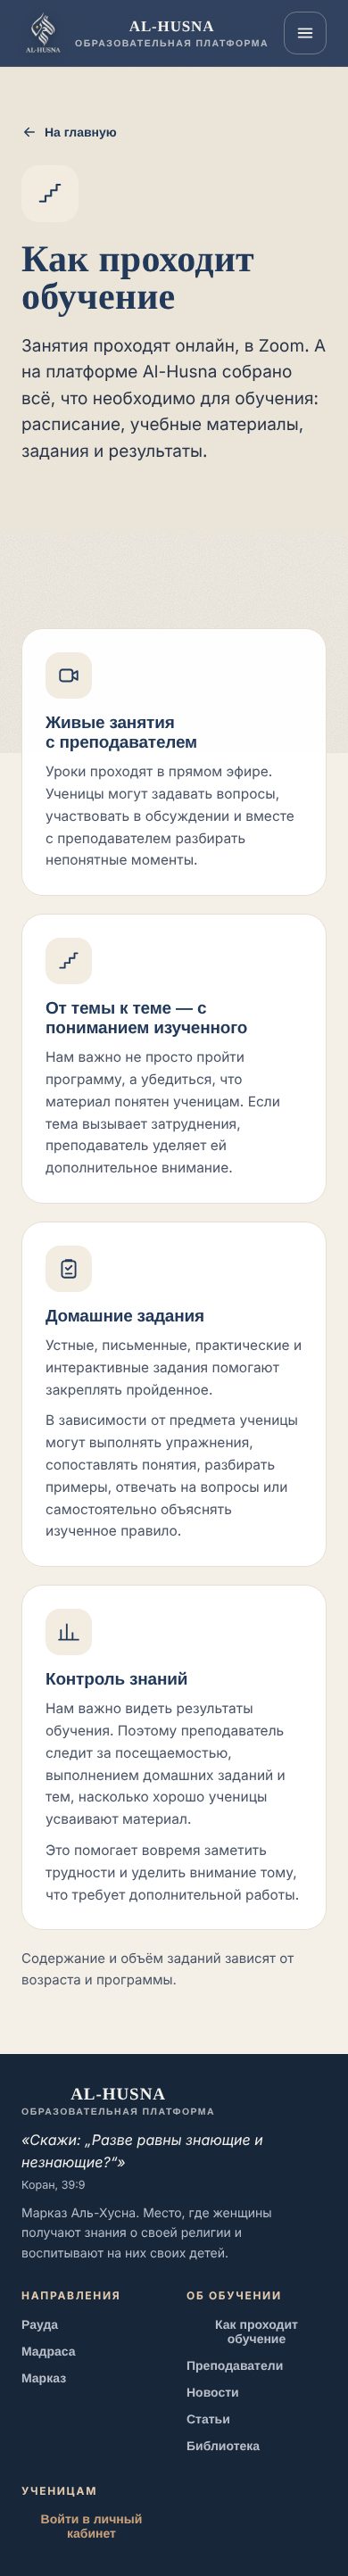 AL-HUSNA
AL-HUSNA
ОБРАЗОВАТЕЛЬНАЯ ПЛАТФОРМА
← На главную
Как проходит
обучение
Занятия проходят онлайн, в Zoom. А
на платформе Al-Husna собрано
всё, что необходимо для обучения:
расписание, учебные материалы,
задания и результаты.
Живые занятия
с преподавателем
Уроки проходят в прямом эфире.
Ученицы могут задавать вопросы,
участвовать в обсуждении и вместе
с преподавателем разбирать
непонятные моменты.
От темы к теме — с
пониманием изученного
Нам важно не просто пройти
программу, а убедиться, что
материал понятен ученицам. Если
тема вызывает затруднения,
преподаватель уделяет ей
дополнительное внимание.
Домашние задания
Устные, письменные, практические и
интерактивные задания помогают
закреплять пройденное.
В зависимости от предмета ученицы
могут выполнять упражнения,
сопоставлять понятия, разбирать
примеры, отвечать на вопросы или
самостоятельно объяснять
изученное правило.
Контроль знаний
Нам важно видеть результаты
обучения. Поэтому преподаватель
следит за посещаемостью,
выполнением домашних заданий и
тем, насколько хорошо ученицы
усваивают материал.
Это помогает вовремя заметить
трудности и уделить внимание тому,
что требует дополнительной работы.
Содержание и объём заданий зависят от
возраста и программы.
AL-HUSNA
ОБРАЗОВАТЕЛЬНАЯ ПЛАТФОРМА
«Скажи: „Разве равны знающие и
незнающие?“»
Коран, 39:9
Марказ Аль-Хусна. Место, где женщины
получают знания о своей религии и
воспитывают на них своих детей.
НАПРАВЛЕНИЯ
Рауда
Мадраса
Марказ
ОБ ОБУЧЕНИИ
Как проходит
обучение
Преподаватели
Новости
Статьи
Библиотека
УЧЕНИЦАМ
Войти в личный
кабинет